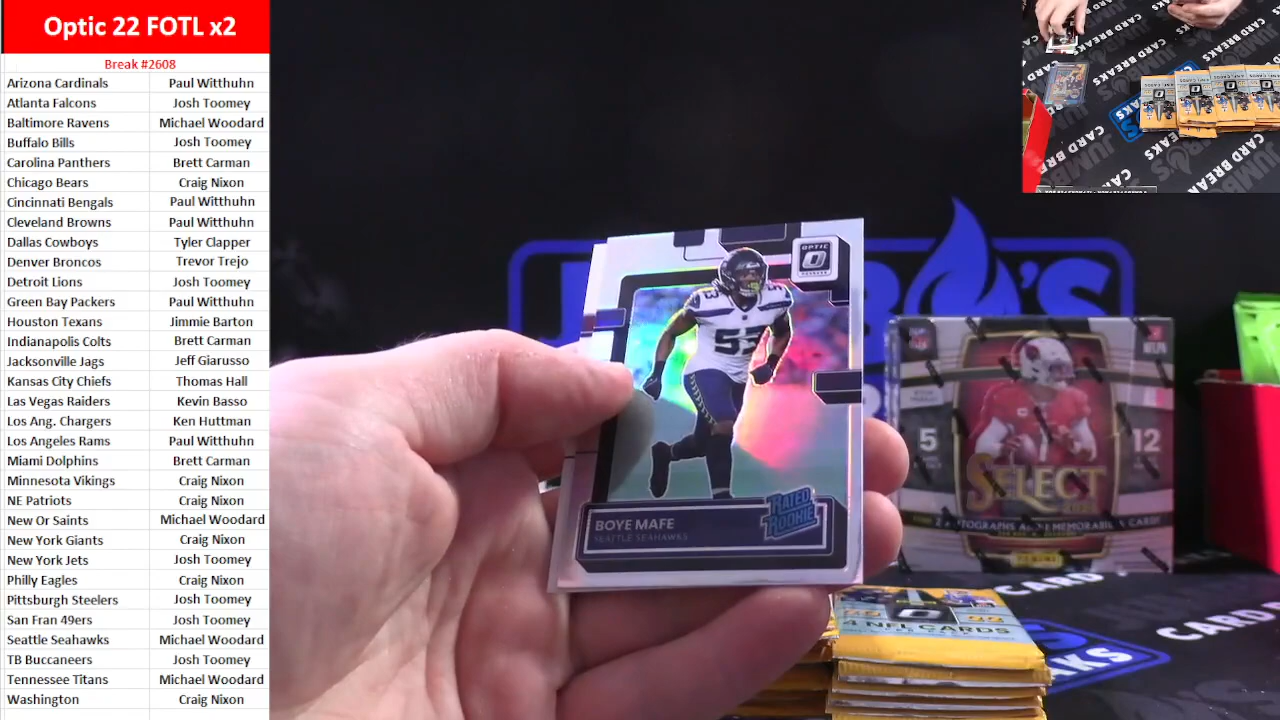 Optic 22 FOTL x2
Break #2608
Arizona Cardinals Paul Witthuhn
Atlanta Falcons Josh Toomey
Baltimore Ravens Michael Woodard
Buffalo Bills Josh Toomey
Carolina Panthers Brett Carman
Chicago Bears Craig Nixon
Cincinnati Bengals Paul Witthuhn
Cleveland Browns Paul Witthuhn
Dallas Cowboys Tyler Clapper
Denver Broncos Trevor Trejo
Detroit Lions Josh Toomey
Green Bay Packers Paul Witthuhn
Houston Texans Jimmie Barton
Indianapolis Colts Brett Carman
Jacksonville Jags Jeff Giarusso
Kansas City Chiefs Thomas Hall
Las Vegas Raiders Kevin Basso
Los Ang. Chargers Ken Huttman
Los Angeles Rams Paul Witthuhn
Miami Dolphins Brett Carman
Minnesota Vikings Craig Nixon
NE Patriots Craig Nixon
New Or Saints Michael Woodard
New York Giants Craig Nixon
New York Jets Josh Toomey
Philly Eagles Craig Nixon
Pittsburgh Steelers Josh Toomey
San Fran 49ers Josh Toomey
Seattle Seahawks Michael Woodard
TB Buccaneers Josh Toomey
Tennessee Titans Michael Woodard
Washington Craig Nixon
OPTIC
53
BOYE MAFE
SEATTLE SEAHAWKS
RATED
ROOKIE
5
12
SELECT
4 NFL CARDS
CARD
CARD BREAKS